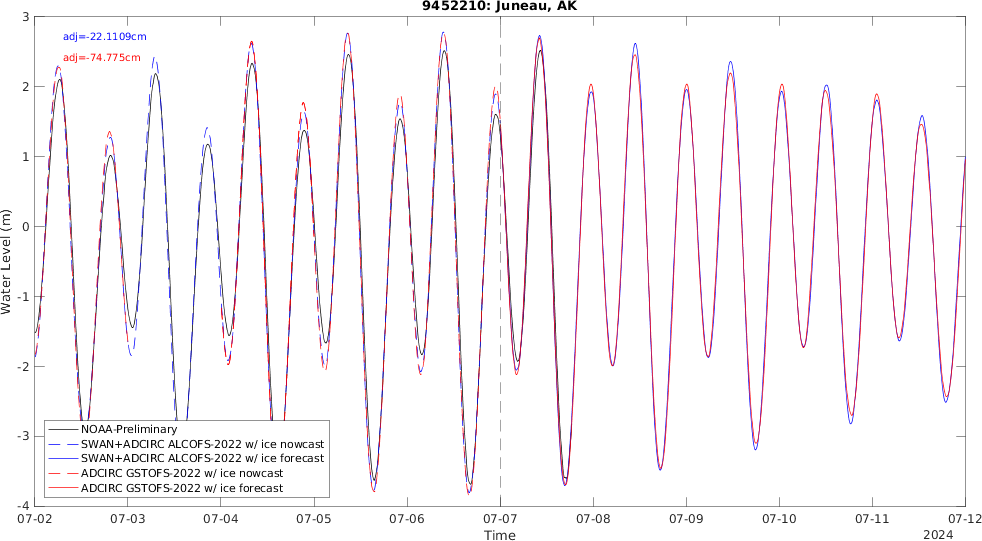 9452210: Juneau, AK
adj=-22.1109cm
adj=-74.775cm
Water Level (m)
3
2
1
0
-1
-2
-3
-4
NOAA-Preliminary
SWAN+ADCIRC ALCOFS-2022 w/ ice nowcast
SWAN+ADCIRC ALCOFS-2022 w/ ice forecast
ADCIRC GSTOFS-2022 w/ ice nowcast
ADCIRC GSTOFS-2022 w/ ice forecast
07-02 07-03 07-04 07-05 07-06 07-07 07-08 07-09 07-10 07-11 07-12
Time
2024